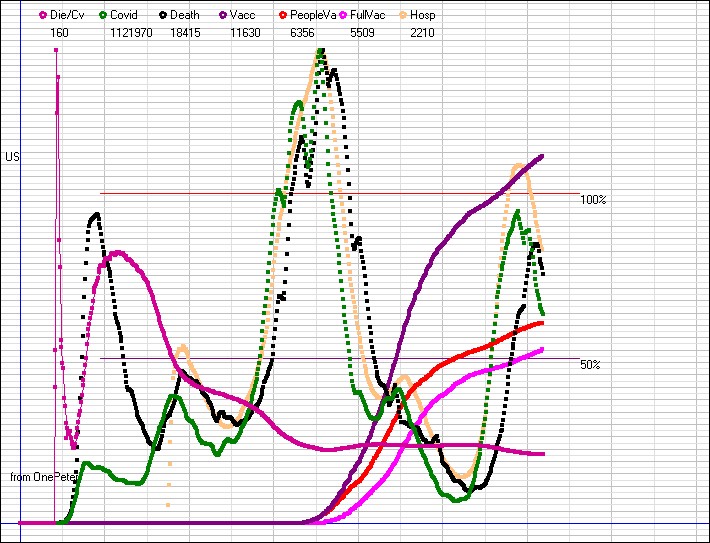 Die/Cv Covid Death Vacc PeopleVa FullVac Hosp
160 1121970 18415 11630 6356 5509 2210
US
100%
50%
from OnePeter